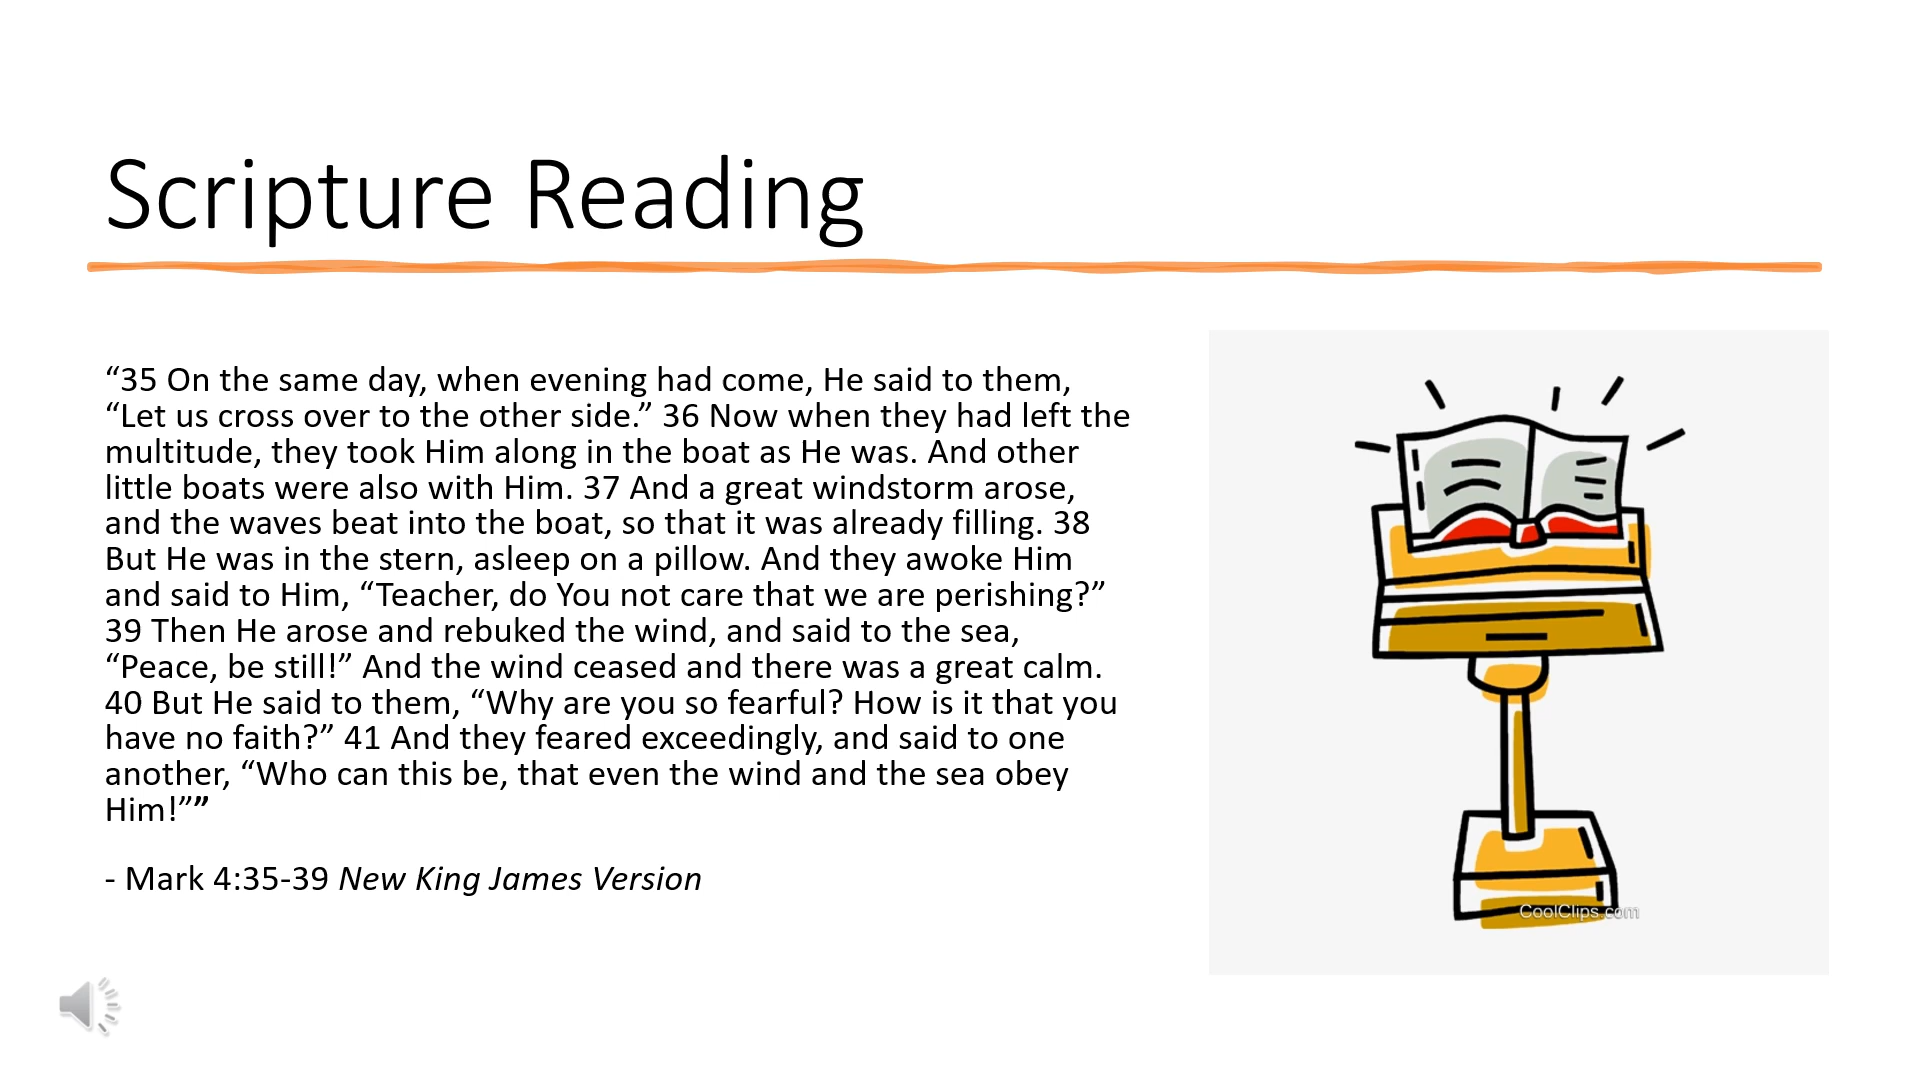 Scripture Reading
“35 On the same day, when evening had come, He said to them,
“Let us cross over to the other side.” 36 Now when they had left the
multitude, they took Him along in the boat as He was. And other
little boats were also with Him. 37 And a great windstorm arose,
and the waves beat into the boat, so that it was already filling. 38
But He was in the stern, asleep on a pillow. And they awoke Him
and said to Him, “Teacher, do You not care that we are perishing?”
39 Then He arose and rebuked the wind, and said to the sea,
“Peace, be still!” And the wind ceased and there was a great calm.
40 But He said to them, “Why are you so fearful? How is it that you
have no faith?” 41 And they feared exceedingly, and said to one
another, “Who can this be, that even the wind and the sea obey
Him!””
- Mark 4:35-39 New King James Version
CoolClips.com